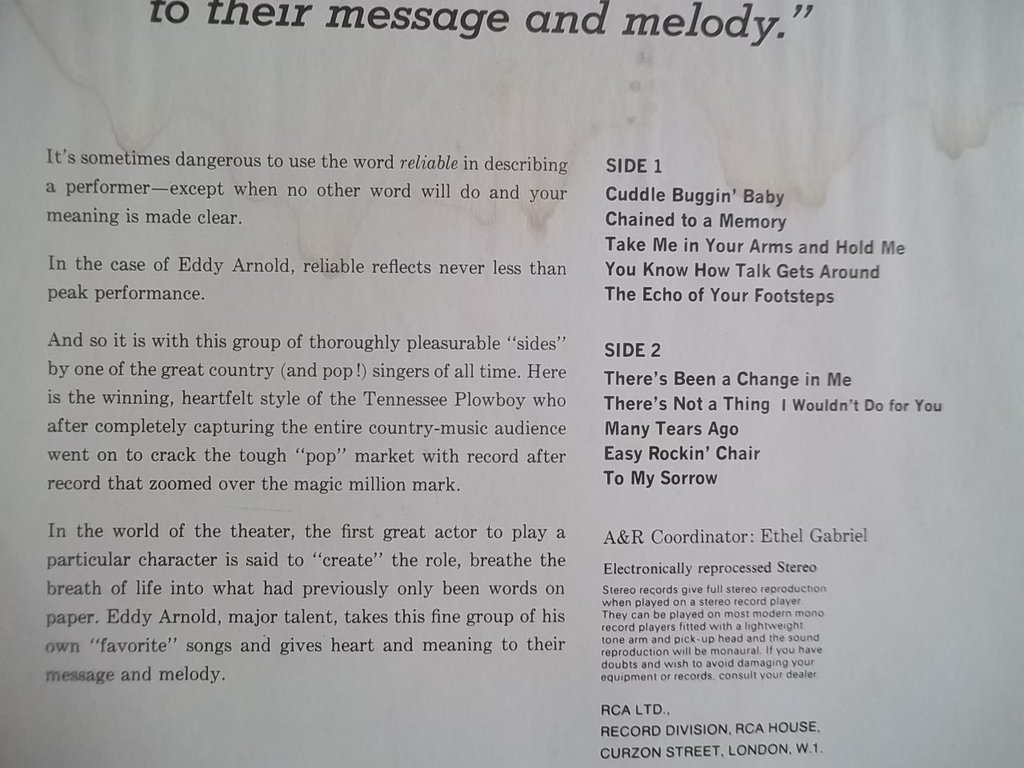 to their message and melody.”
It's sometimes dangerous to use the word reliable in describing
a performer—except when no other word will do and your
meaning is made clear.
In the case of Eddy Arnold, reliable reflects never less than
peak performance.
And so it is with this group of thoroughly pleasurable “sides”
by one of the great country (and pop!) singers of all time. Here
is the winning, heartfelt style of the Tennessee Plowboy who
after completely capturing the entire country-music audience
went on to crack the tough “pop” market with record after
record that zoomed over the magic million mark.
In the world of the theater, the first great actor to play a
particular character is said to “create” the role, breathe the
breath of life into what had previously only been words on
paper. Eddy Arnold, major talent, takes this fine group of his
own “favorite” songs and gives heart and meaning to their
message and melody.
SIDE 1
Cuddle Buggin' Baby
Chained to a Memory
Take Me in Your Arms and Hold Me
You Know How Talk Gets Around
The Echo of Your Footsteps
SIDE 2
There's Been a Change in Me
There's Not a Thing I Wouldn't Do for You
Many Tears Ago
Easy Rockin' Chair
To My Sorrow
A&R Coordinator: Ethel Gabriel
Electronically reprocessed Stereo
Stereo records give full stereo reproduction
when played on a stereo record player.
They can be played on most modern mono
record players fitted with a lightweight
tone arm and pick-up head and the sound
reproduction will be monaural. If you have
doubts and wish to avoid damaging your
equipment or records, consult your dealer.
RCA LTD.,
RECORD DIVISION, RCA HOUSE,
CURZON STREET, LONDON, W.1.